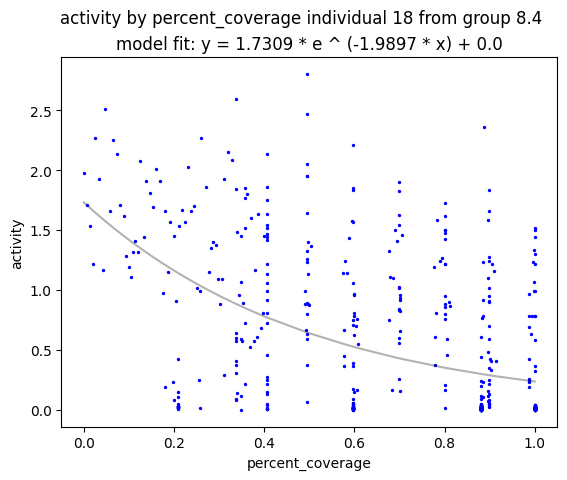 activity by percent_coverage individual 18 from group 8.4
model fit: y = 1.7309 * e ^ (-1.9897 * x) + 0.0
2.5
2.0
1.5
1.0
0.5
0.0
activity
0.0 0.2 0.4 0.6 0.8 1.0
percent_coverage